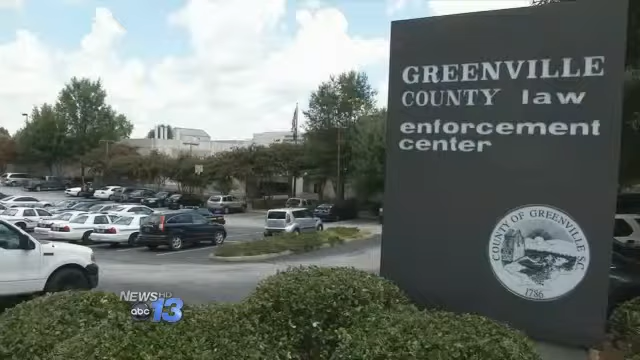 GREENVILLE
COUNTY law
enforcement
center
COUNTY OF GREENVILLE S.C.
1786
NEWS HD
abc 13